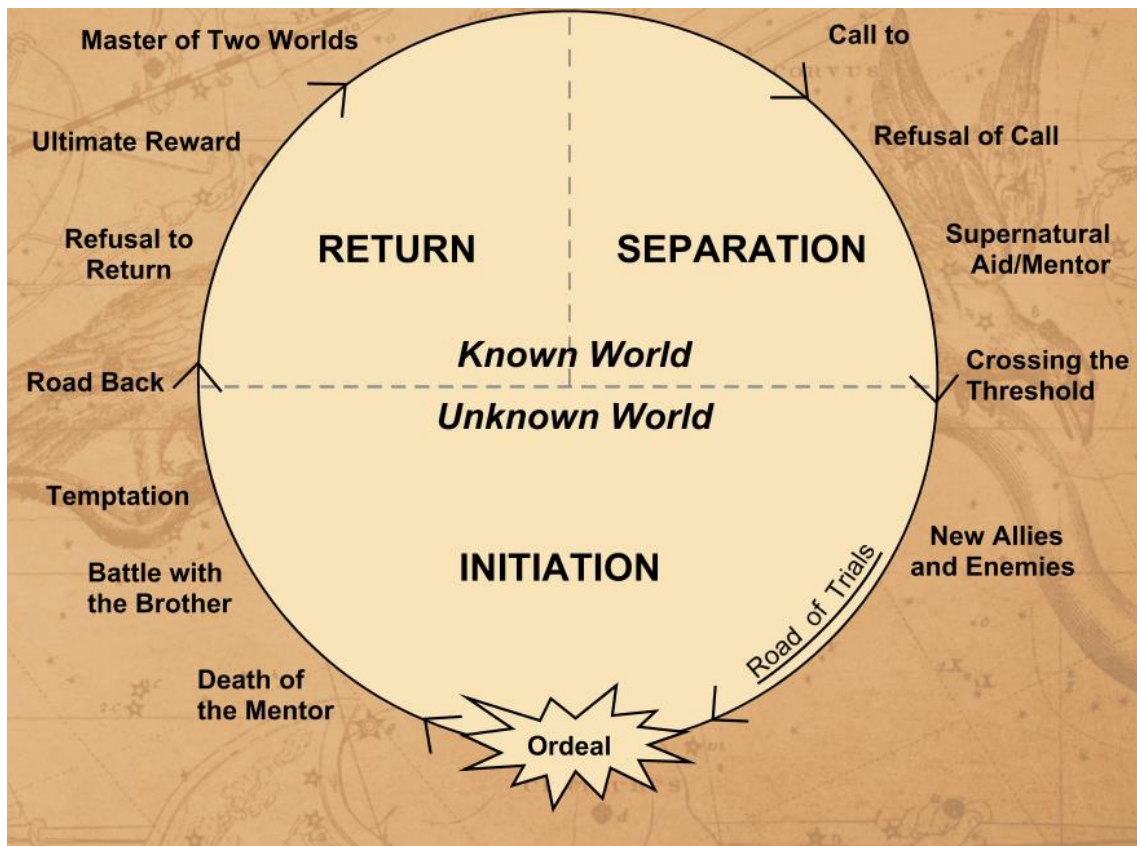 Master of Two Worlds
Call to
Refusal of Call
Ultimate Reward
Supernatural
Aid/Mentor
Refusal to
Return
RETURN
SEPARATION
Known World
Crossing the
Threshold
Road Back
Unknown World
Temptation
New Allies
and Enemies
INITIATION
Battle with
the Brother
Road of Trials
Death of
the Mentor
Ordeal
CORVUS